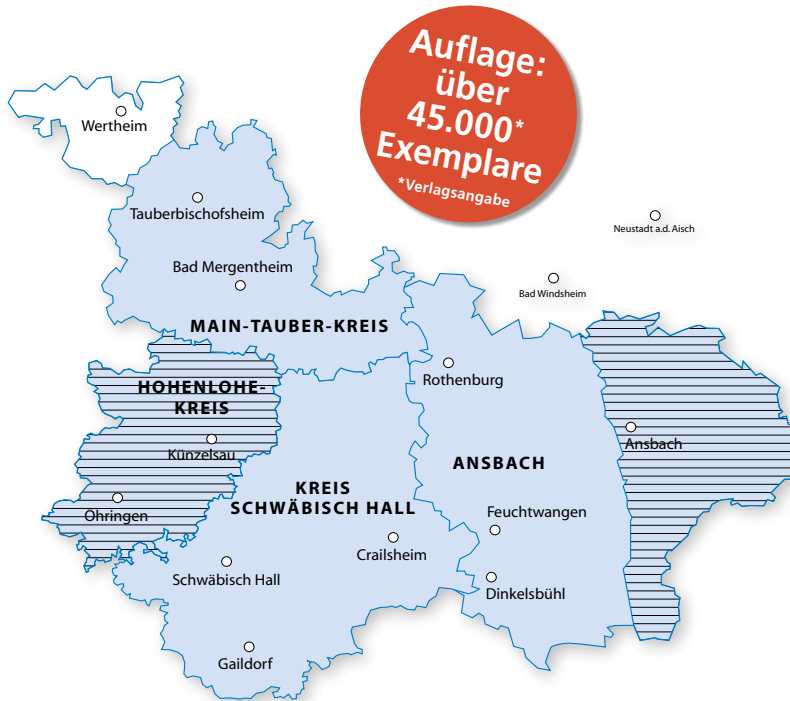 Auflage:
über
45.000*
Exemplare
*Verlagsangabe
Wertheim
Tauberbischofsheim
Neustadt a.d. Aisch
Bad Mergentheim
Bad Windsheim
MAIN-TAUBER-KREIS
Rothenburg
HOHENLOHE-
KREIS
Künzelsau
Ansbach
ANSBACH
KREIS
SCHWÄBISCH HALL
Öhringen
Feuchtwangen
Crailsheim
Schwäbisch Hall
Dinkelsbühl
Gaildorf